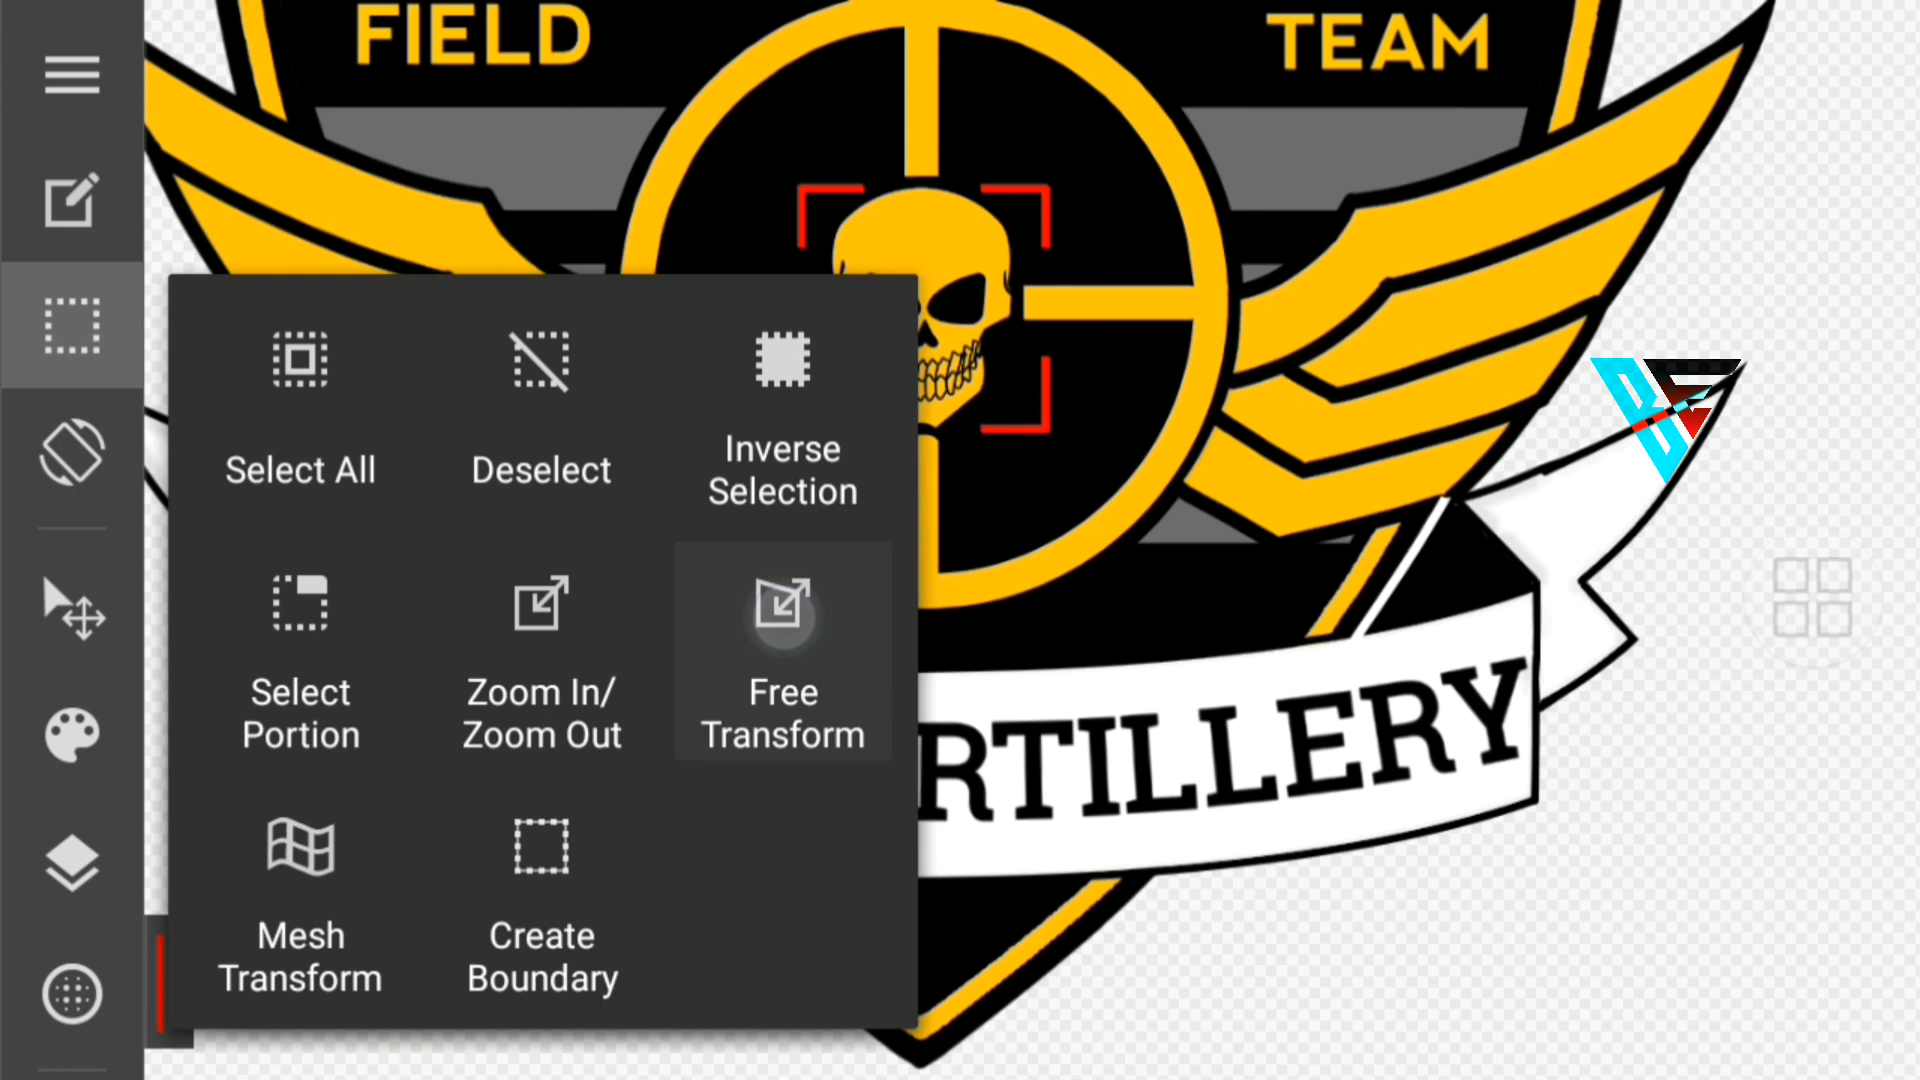 FIELD
TEAM
Select All
Deselect
Inverse
Selection
Select
Portion
Zoom In/
Zoom Out
Free
Transform
Mesh
Transform
Create
Boundary
RTILLERY